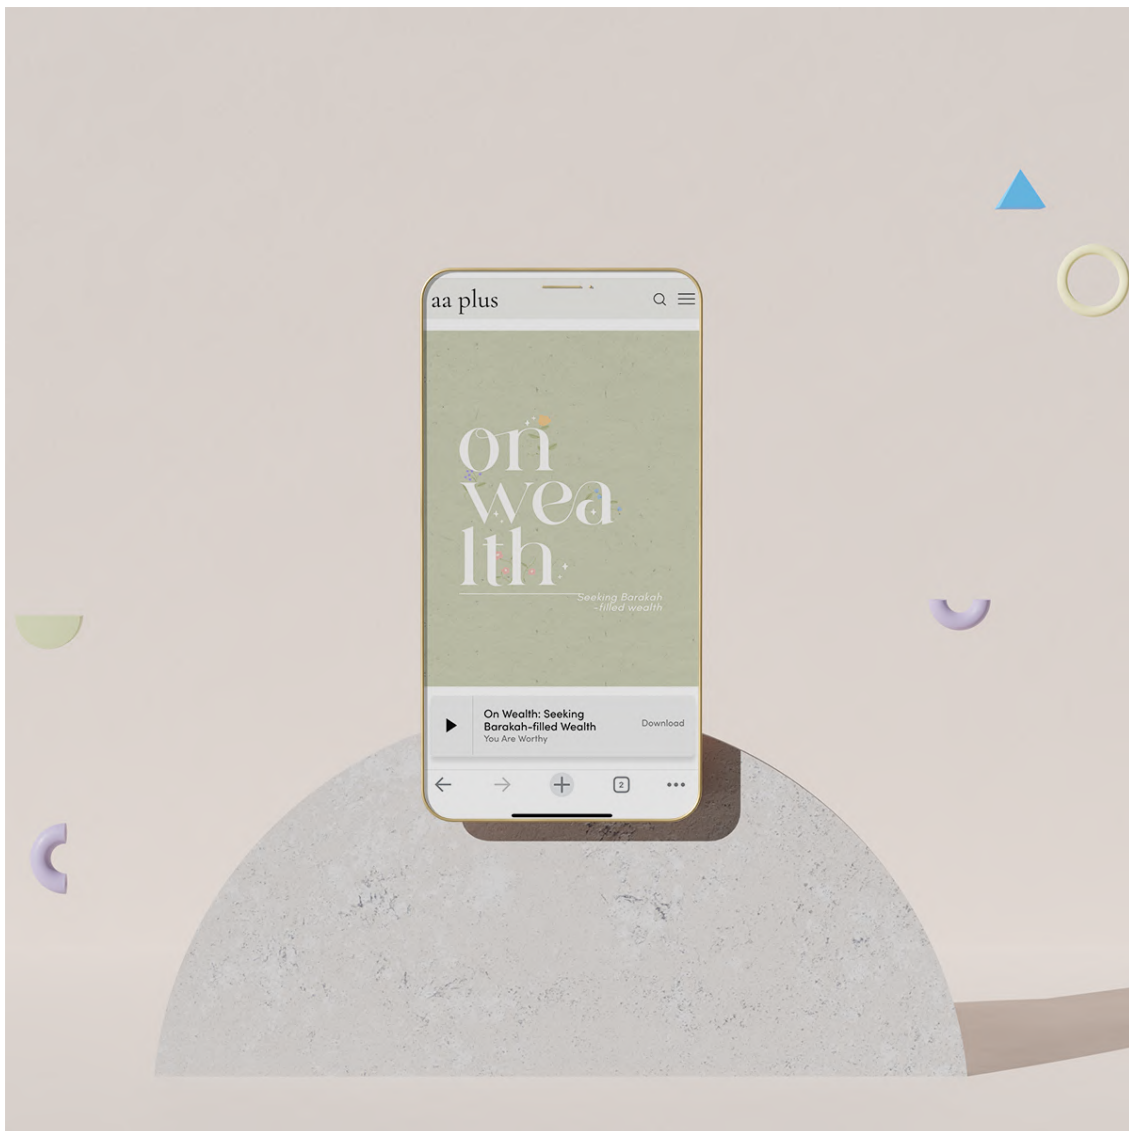 aa plus
on
wea
lth
Seeking Barakah
-filled wealth
On Wealth: Seeking
Barakah-filled Wealth
You Are Worthy
Download
2